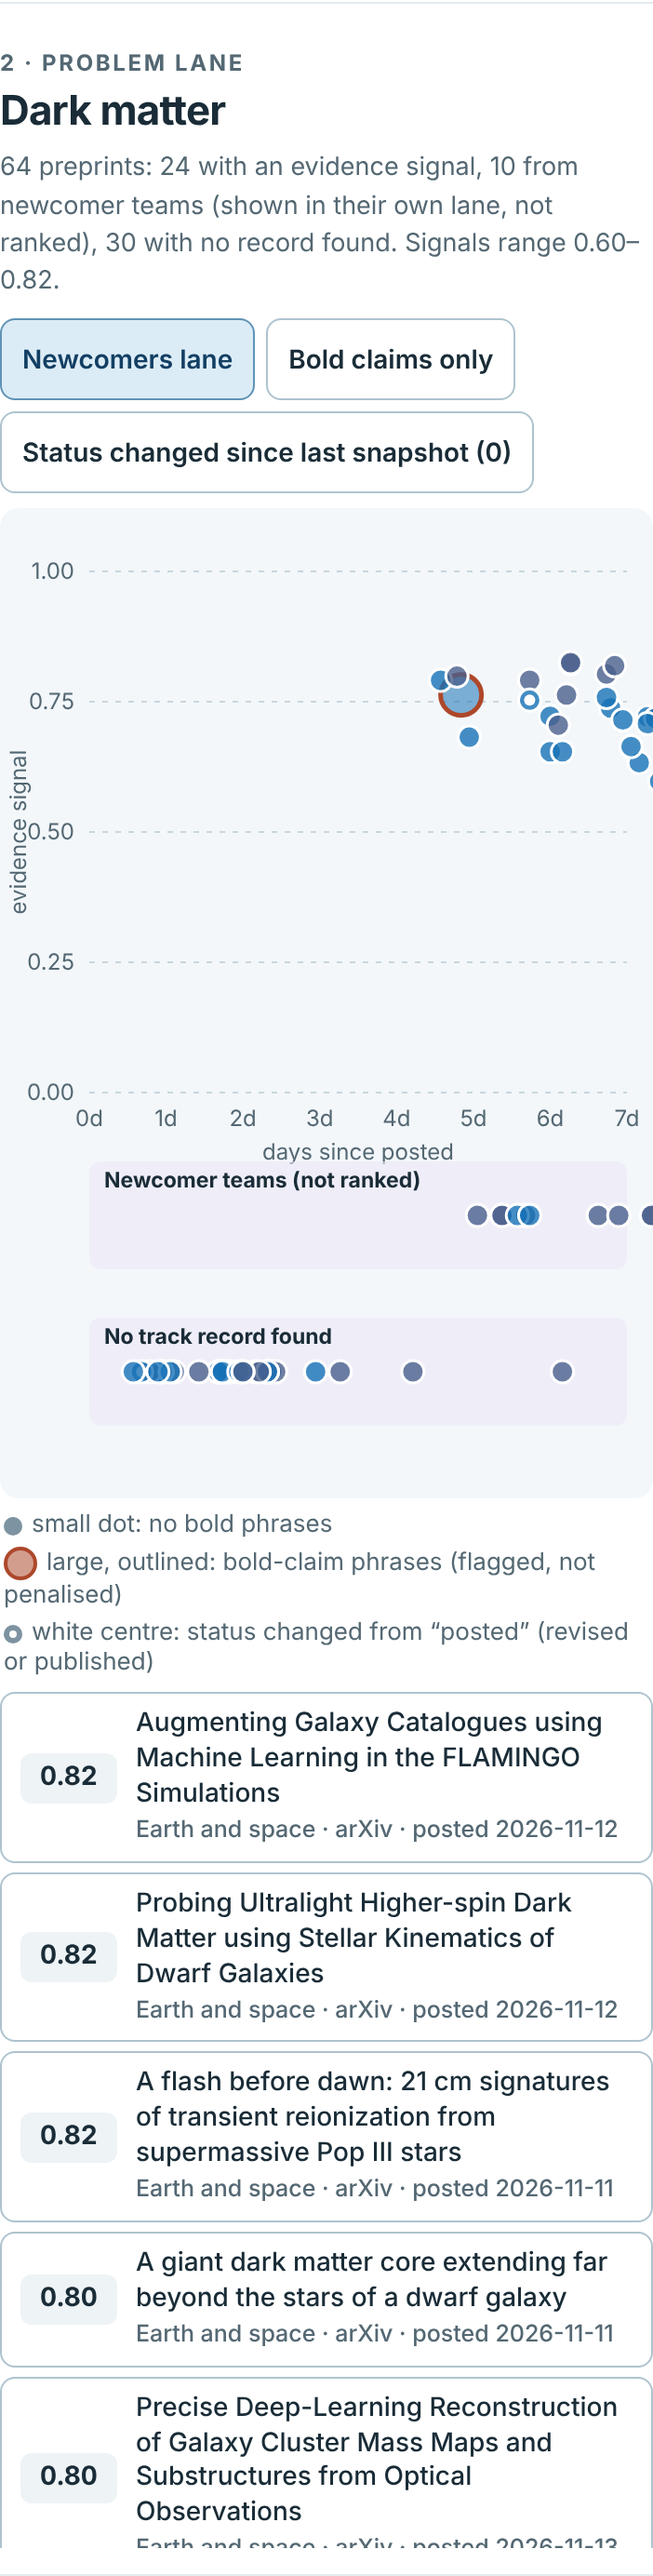 2 · PROBLEM LANE
Dark matter
64 preprints: 24 with an evidence signal, 10 from
newcomer teams (shown in their own lane, not
ranked), 30 with no record found. Signals range 0.60–
0.82.
Newcomers lane
Bold claims only
Status changed since last snapshot (0)
1.00
0.75
0.50
0.25
0.00
evidence signal
0d 1d 2d 3d 4d 5d 6d 7d
days since posted
Newcomer teams (not ranked)
No track record found
small dot: no bold phrases
large, outlined: bold-claim phrases (flagged, not
penalised)
white centre: status changed from “posted” (revised
or published)
0.82
Augmenting Galaxy Catalogues using
Machine Learning in the FLAMINGO
Simulations
Earth and space · arXiv · posted 2026-11-12
0.82
Probing Ultralight Higher-spin Dark
Matter using Stellar Kinematics of
Dwarf Galaxies
Earth and space · arXiv · posted 2026-11-12
0.82
A flash before dawn: 21 cm signatures
of transient reionization from
supermassive Pop III stars
Earth and space · arXiv · posted 2026-11-11
0.80
A giant dark matter core extending far
beyond the stars of a dwarf galaxy
Earth and space · arXiv · posted 2026-11-11
0.80
Precise Deep-Learning Reconstruction
of Galaxy Cluster Mass Maps and
Substructures from Optical
Observations
Earth and space · arXiv · posted 2026-11-13